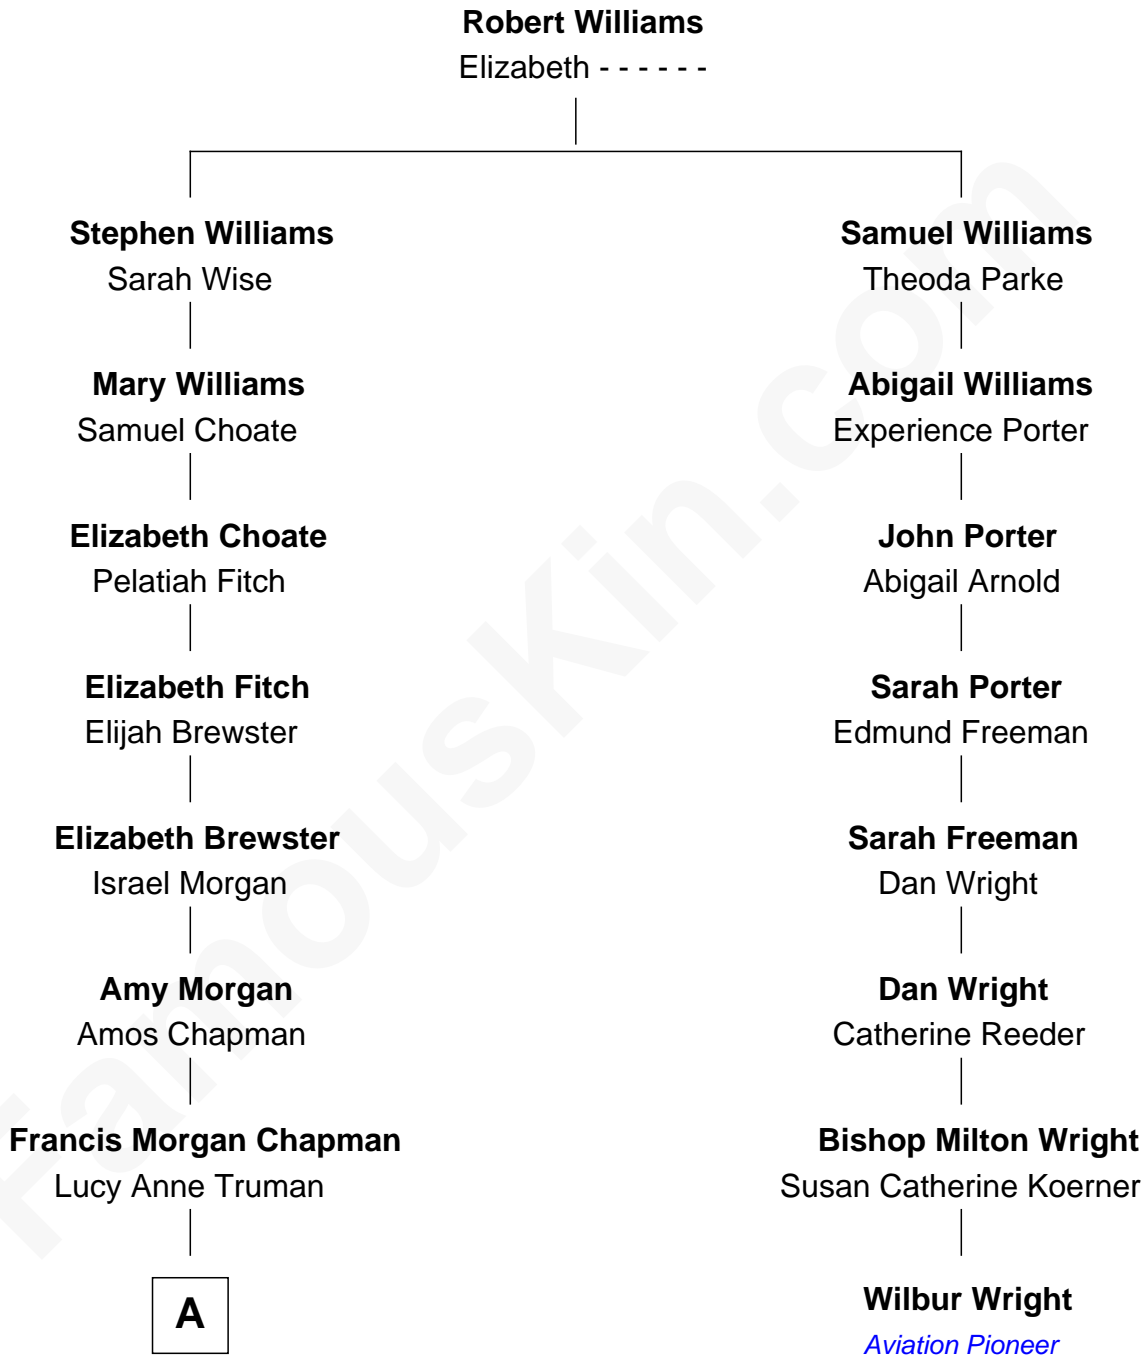 Robert Williams
Elizabeth - - - - - -
Stephen Williams
Sarah Wise
Samuel Williams
Theoda Parke
Mary Williams
Samuel Choate
Abigail Williams
Experience Porter
Elizabeth Choate
Pelatiah Fitch
John Porter
Abigail Arnold
Elizabeth Fitch
Elijah Brewster
Sarah Porter
Edmund Freeman
Elizabeth Brewster
Israel Morgan
Sarah Freeman
Dan Wright
Amy Morgan
Amos Chapman
Dan Wright
Catherine Reeder
Francis Morgan Chapman
Lucy Anne Truman
Bishop Milton Wright
Susan Catherine Koerner
A
Wilbur Wright
Aviation Pioneer
FamousKin.com